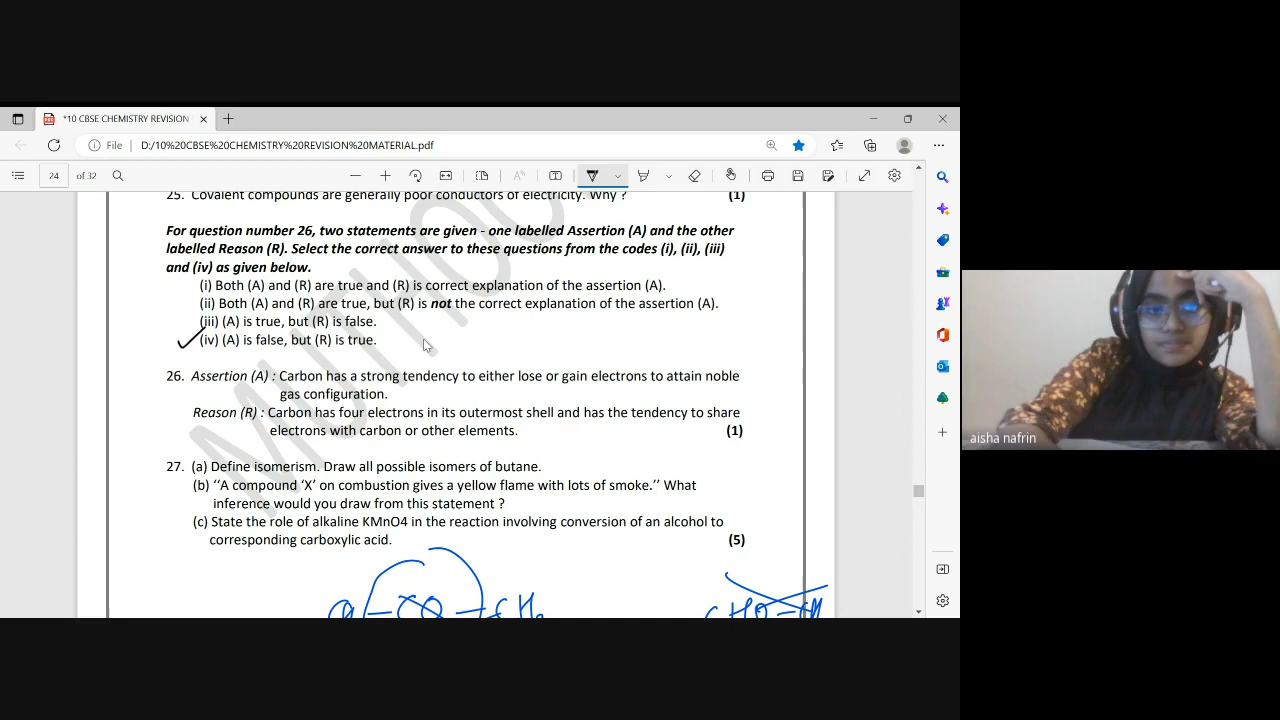 *10 CBSE CHEMISTRY REVISION
File D:/10%20CBSE%20CHEMISTRY%20REVISION%20MATERIAL.pdf
24 of 32
25. Covalent compounds are generally poor conductors of electricity. Why ? (1)
For question number 26, two statements are given - one labelled Assertion (A) and the other
labelled Reason (R). Select the correct answer to these questions from the codes (i), (ii), (iii)
and (iv) as given below.
(i) Both (A) and (R) are true and (R) is correct explanation of the assertion (A).
(ii) Both (A) and (R) are true, but (R) is not the correct explanation of the assertion (A).
(iii) (A) is true, but (R) is false.
(iv) (A) is false, but (R) is true.
26. Assertion (A) : Carbon has a strong tendency to either lose or gain electrons to attain noble
gas configuration.
Reason (R) : Carbon has four electrons in its outermost shell and has the tendency to share
electrons with carbon or other elements. (1)
27. (a) Define isomerism. Draw all possible isomers of butane.
(b) ‘‘A compound ‘X’ on combustion gives a yellow flame with lots of smoke.’’ What
inference would you draw from this statement ?
(c) State the role of alkaline KMnO4 in the reaction involving conversion of an alcohol to
corresponding carboxylic acid. (5)
aisha nafrin